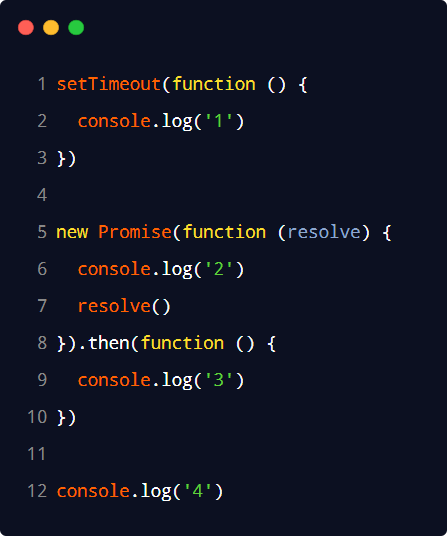 1 setTimeout(function () {
2   console.log('1')
3 })
4
5 new Promise(function (resolve) {
6   console.log('2')
7   resolve()
8 }).then(function () {
9   console.log('3')
10 })
11
12 console.log('4')